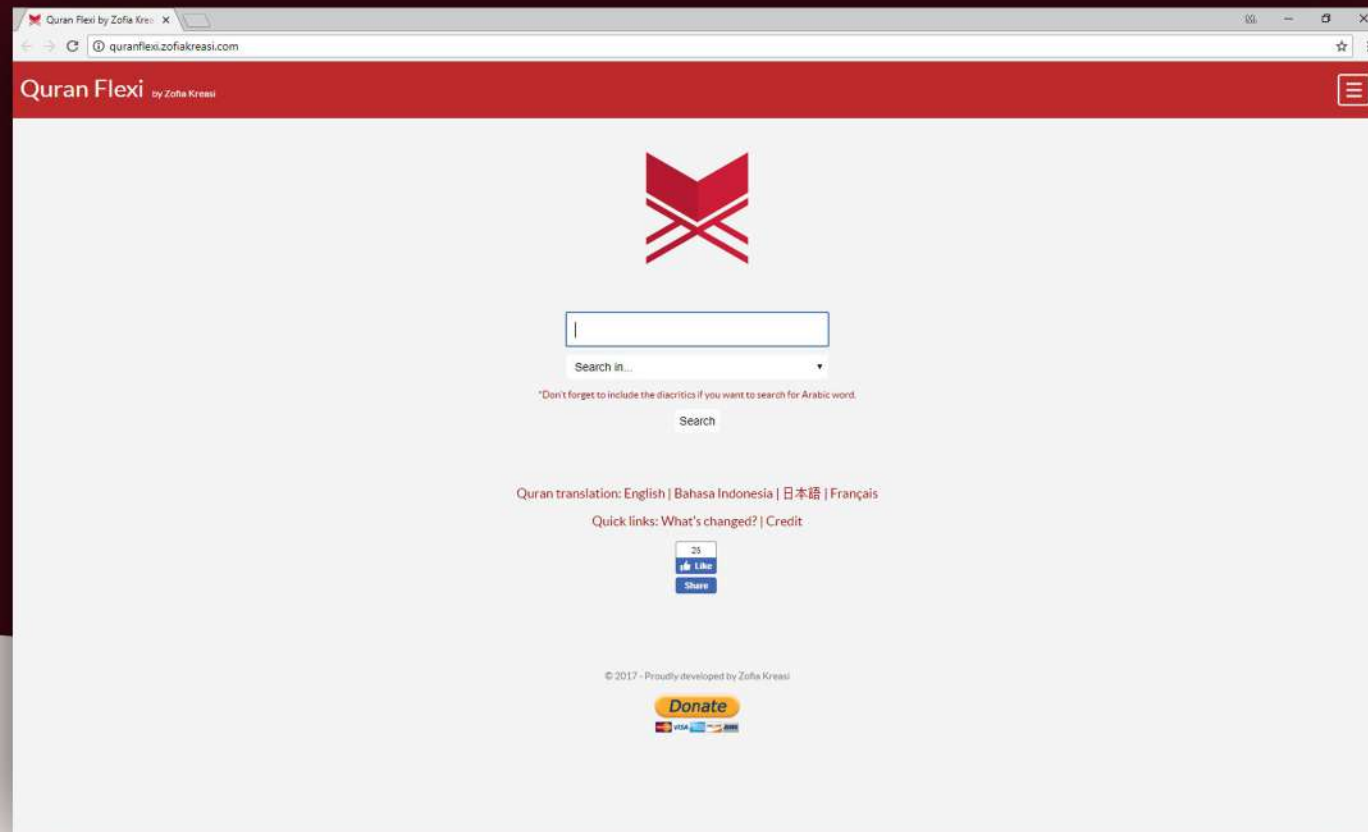 Quran Flexi by Zofia Krea
quranflexi.zofiakreasi.com
Quran Flexi by Zofia Kreasi
Search in...
*Don't forget to include the diacritics if you want to search for Arabic word.
Search
Quran translation: English | Bahasa Indonesia | 日本語 | Français
Quick links: What's changed? | Credit
25
Like
Share
© 2017 - Proudly developed by Zofia Kreasi
Donate
VISA